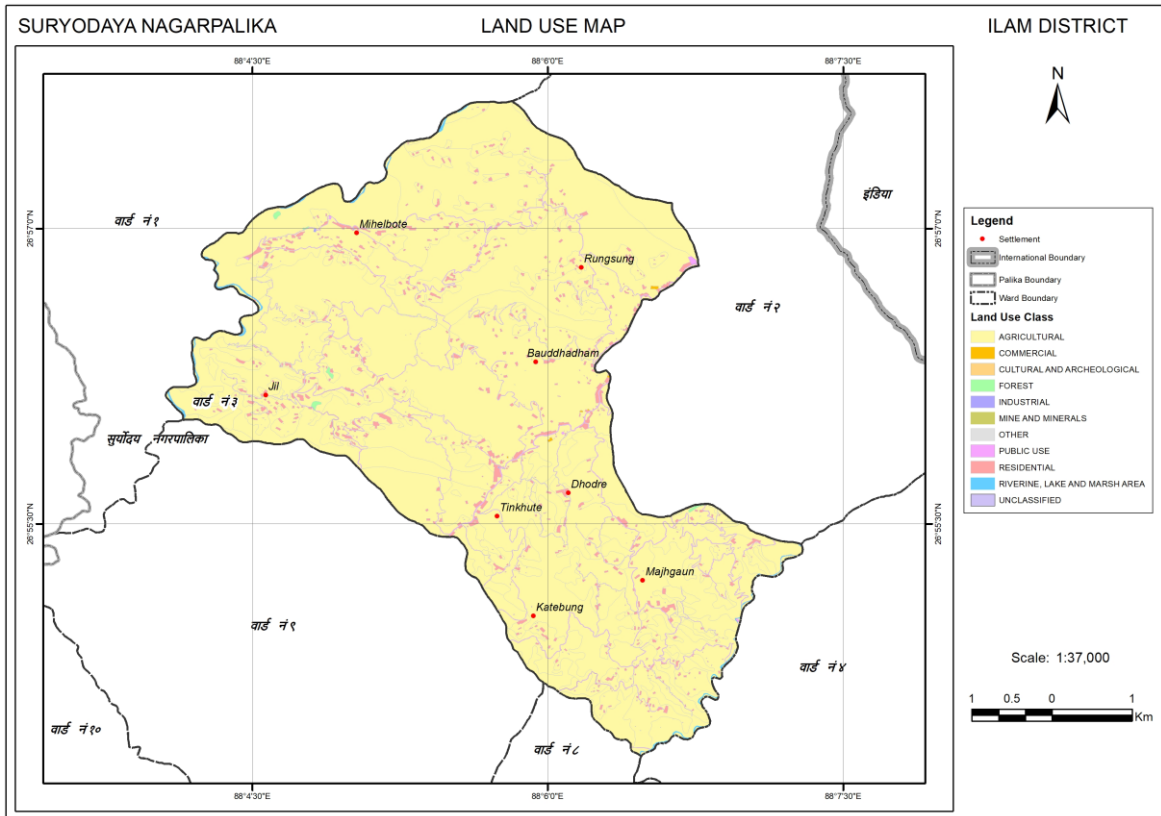 SURYODAYA NAGARPALIKA
LAND USE MAP
ILAM DISTRICT
88°4'30"E
88°6'0"E
88°7'30"E
N
इंडिया
वार्ड नं १
26°57'0"N
26°57'0"N
Mihelbote
Rungsung
वार्ड नं २
Bauddhadham
Jil
वार्ड नं ३
सुर्योदय नगरपालिका
Dhodre
Tinkhute
26°55'30"N
26°55'30"N
Majhgaun
Katebung
वार्ड नं ९
वार्ड नं ४
वार्ड नं १०
वार्ड नं ८
88°4'30"E
88°6'0"E
88°7'30"E
Legend
Settlement
International Boundary
Palika Boundary
Ward Boundary
Land Use Class
AGRICULTURAL
COMMERCIAL
CULTURAL AND ARCHEOLOGICAL
FOREST
INDUSTRIAL
MINE AND MINERALS
OTHER
PUBLIC USE
RESIDENTIAL
RIVERINE, LAKE AND MARSH AREA
UNCLASSIFIED
Scale: 1:37,000
1 0.5 0 1
Km